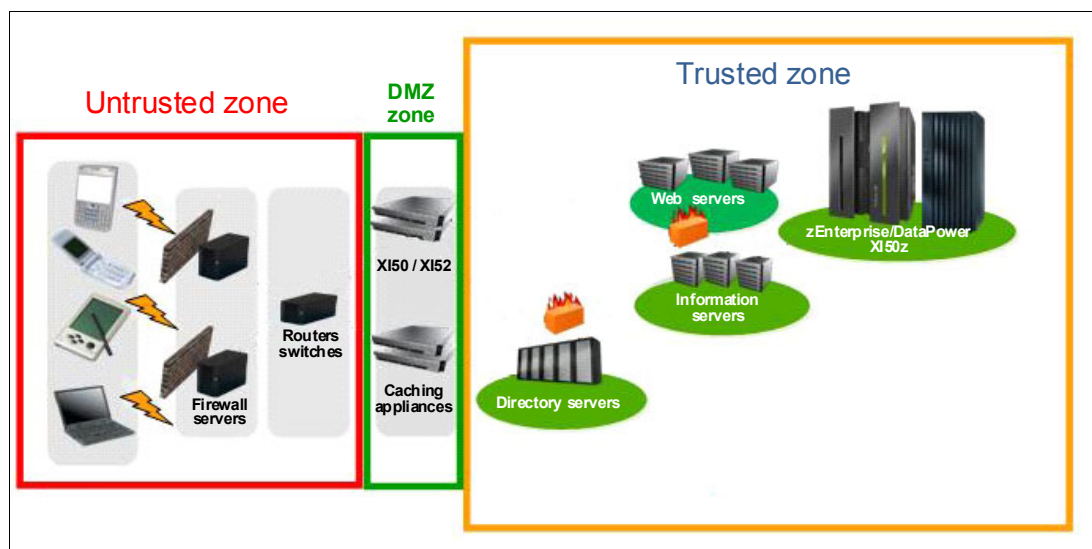 Untrusted zone
DMZ
zone
Trusted zone
XI50 / XI52
Routers
switches
Firewall
servers
Caching
appliances
Web servers
zEnterprise/DataPower
XI50z
Information
servers
Directory servers